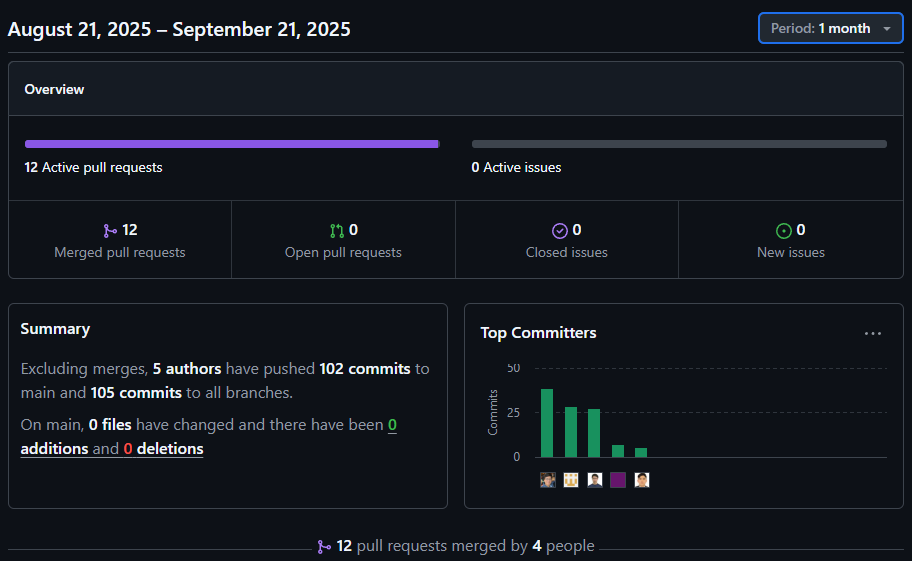 August 21, 2025 – September 21, 2025
Period: 1 month
Overview
12 Active pull requests
0 Active issues
12
Merged pull requests
0
Open pull requests
0
Closed issues
0
New issues
Summary
Excluding merges, 5 authors have pushed 102 commits to
main and 105 commits to all branches.
On main, 0 files have changed and there have been 0
additions and 0 deletions
Top Committers
50
25
0
Commits
12 pull requests merged by 4 people